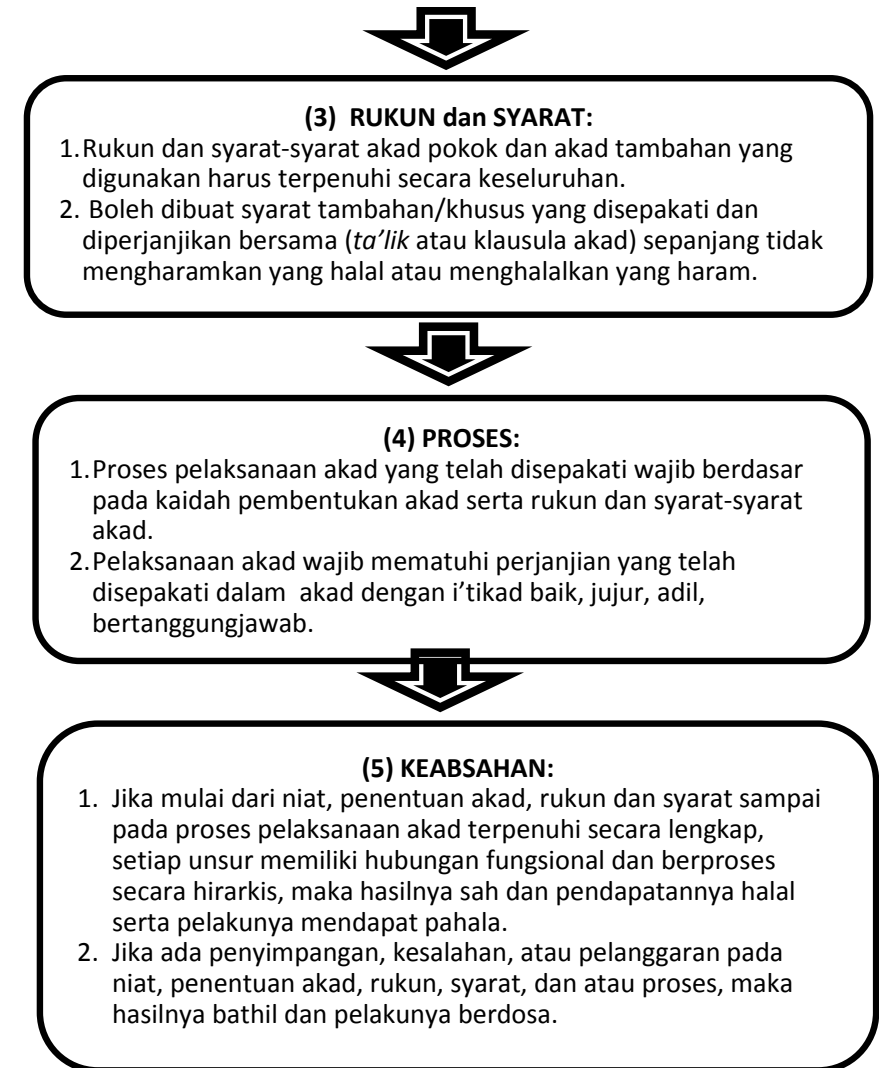 (3) RUKUN dan SYARAT:
1.Rukun dan syarat-syarat akad pokok dan akad tambahan yang
digunakan harus terpenuhi secara keseluruhan.
2. Boleh dibuat syarat tambahan/khusus yang disepakati dan
diperjanjikan bersama (ta’lik atau klausula akad) sepanjang tidak
mengharamkan yang halal atau menghalalkan yang haram.
(4) PROSES:
1.Proses pelaksanaan akad yang telah disepakati wajib berdasar
pada kaidah pembentukan akad serta rukun dan syarat-syarat
akad.
2.Pelaksanaan akad wajib mematuhi perjanjian yang telah
disepakati dalam akad dengan i’tikad baik, jujur, adil,
bertanggungjawab.
(5) KEABSAHAN:
1. Jika mulai dari niat, penentuan akad, rukun dan syarat sampai
pada proses pelaksanaan akad terpenuhi secara lengkap,
setiap unsur memiliki hubungan fungsional dan berproses
secara hirarkis, maka hasilnya sah dan pendapatannya halal
serta pelakunya mendapat pahala.
2. Jika ada penyimpangan, kesalahan, atau pelanggaran pada
niat, penentuan akad, rukun, syarat, dan atau proses, maka
hasilnya bathil dan pelakunya berdosa.